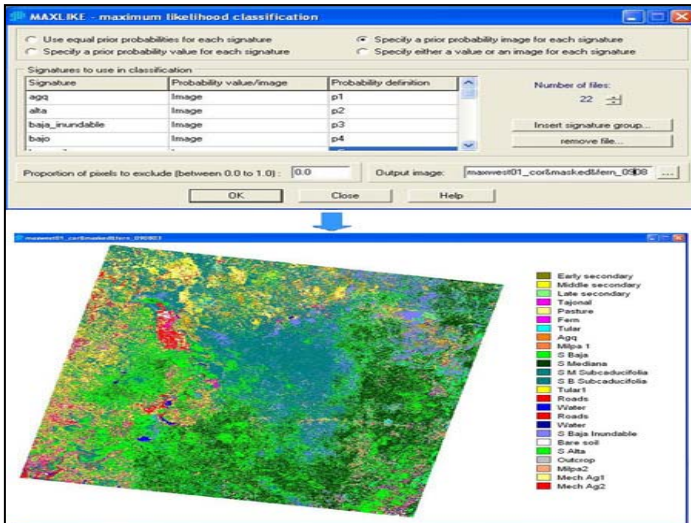 MAXLIKE - maximum likelihood classification
Use equal prior probabilities for each signature
Specify a prior probability image for each signature
Specify a prior probability value for each signature
Specify either a value or an image for each signature
Signatures to use in classification
Signature Probability value/image Probability definition
agq Image p1
alta Image p2
baja_inundable Image p3
bajo Image p4
Number of files:
22
Insert signature group...
remove file...
Proportion of pixels to exclude (between 0.0 to 1.0) : 0.0
Output image: maxwest01_cor&masked&fern_0908 ...
OK Close Help
Early secondary
Middle secondary
Late secondary
Tajonal
Pasture
Fern
Tular
Agq
Milpa 1
S Baja
S Mediana
S M Subcaducifolia
S B Subcaducifolia
Tular1
Roads
Water
Roads
Water
S Baja Inundable
Bare soil
S Alta
Outcrop
Milpa2
Mech Ag1
Mech Ag2